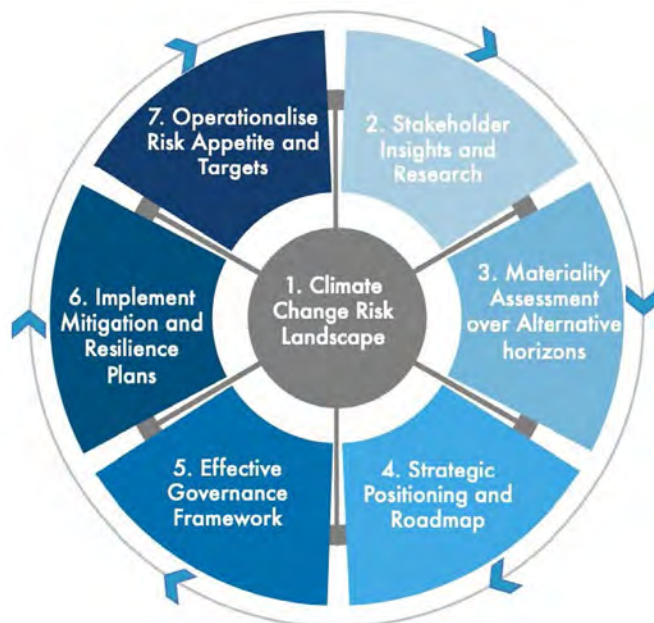 1. Climate
Change Risk
Landscape
2. Stakeholder
Insights and
Research
3. Materiality
Assessment
over Alternative
horizons
4. Strategic
Positioning and
Roadmap
5. Effective
Governance
Framework
6. Implement
Mitigation and
Resilience
Plans
7. Operationalise
Risk Appetite and
Targets